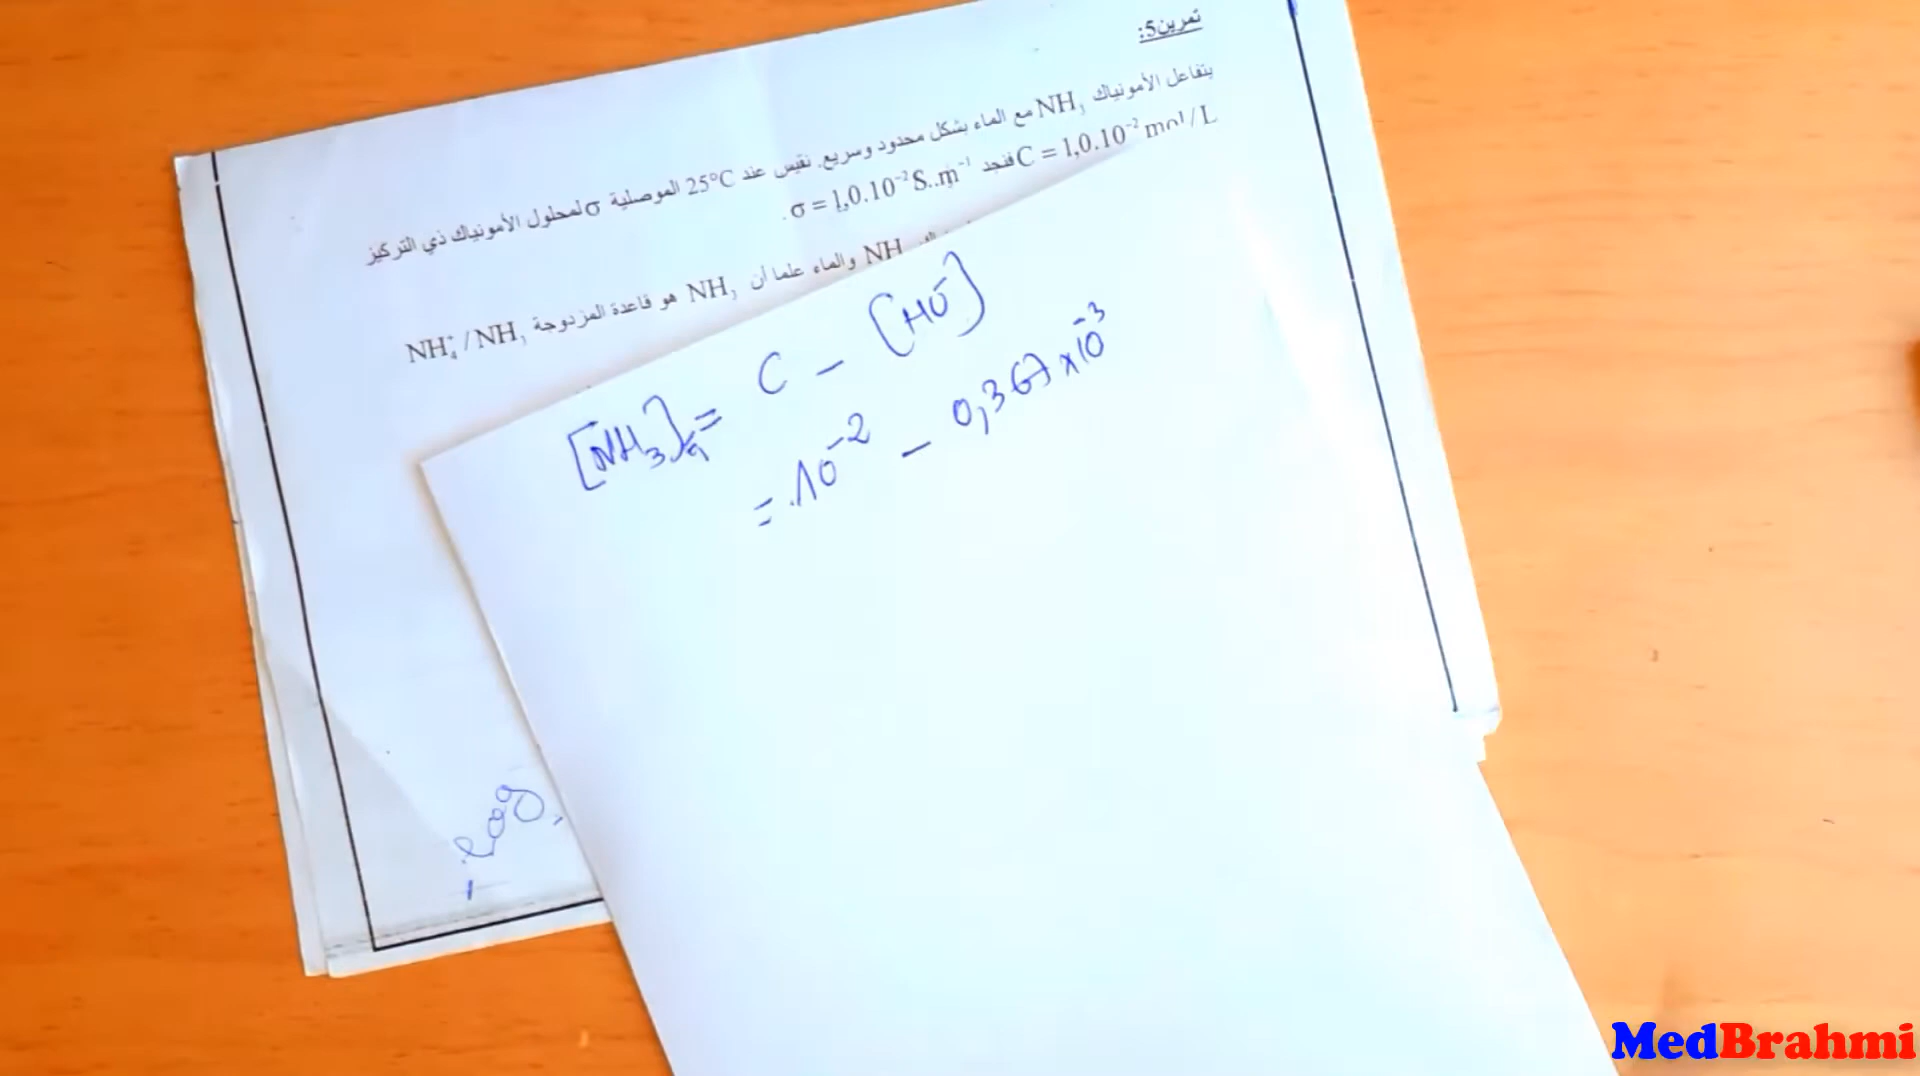 تمرين5:
يتفاعل الأمونياك NH₃ مع الماء بشكل محدود وسريع. نقيس عند 25°C الموصلية σ لمحلول الأمونياك ذي التركيز
C = 1,0.10⁻² mol/L فنجد σ = 1,0.10⁻² S..m⁻¹ .
NH والماء علما أن NH₃ هو قاعدة المزدوجة NH₄⁺ / NH₃
[NH₃]éq = C - [HO⁻]
= 10⁻² - 0,367 × 10⁻³
MedBrahmi